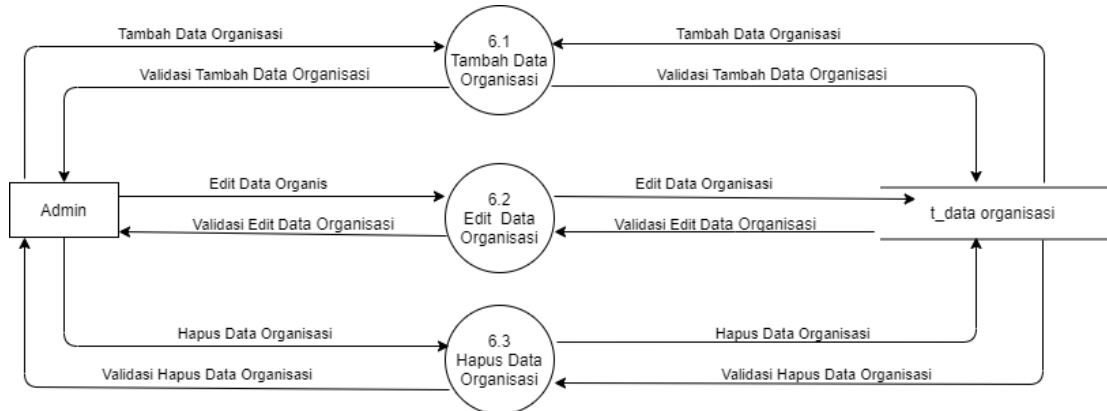 Tambah Data Organisasi
6.1
Tambah Data
Organisasi
Tambah Data Organisasi
Validasi Tambah Data Organisasi
Validasi Tambah Data Organisasi
Admin
Edit Data Organis
6.2
Edit Data
Organisasi
Edit Data Organisasi
t_data organisasi
Validasi Edit Data Organisasi
Validasi Edit Data Organisasi
Hapus Data Organisasi
6.3
Hapus Data
Organisasi
Hapus Data Organisasi
Validasi Hapus Data Organisasi
Validasi Hapus Data Organisasi